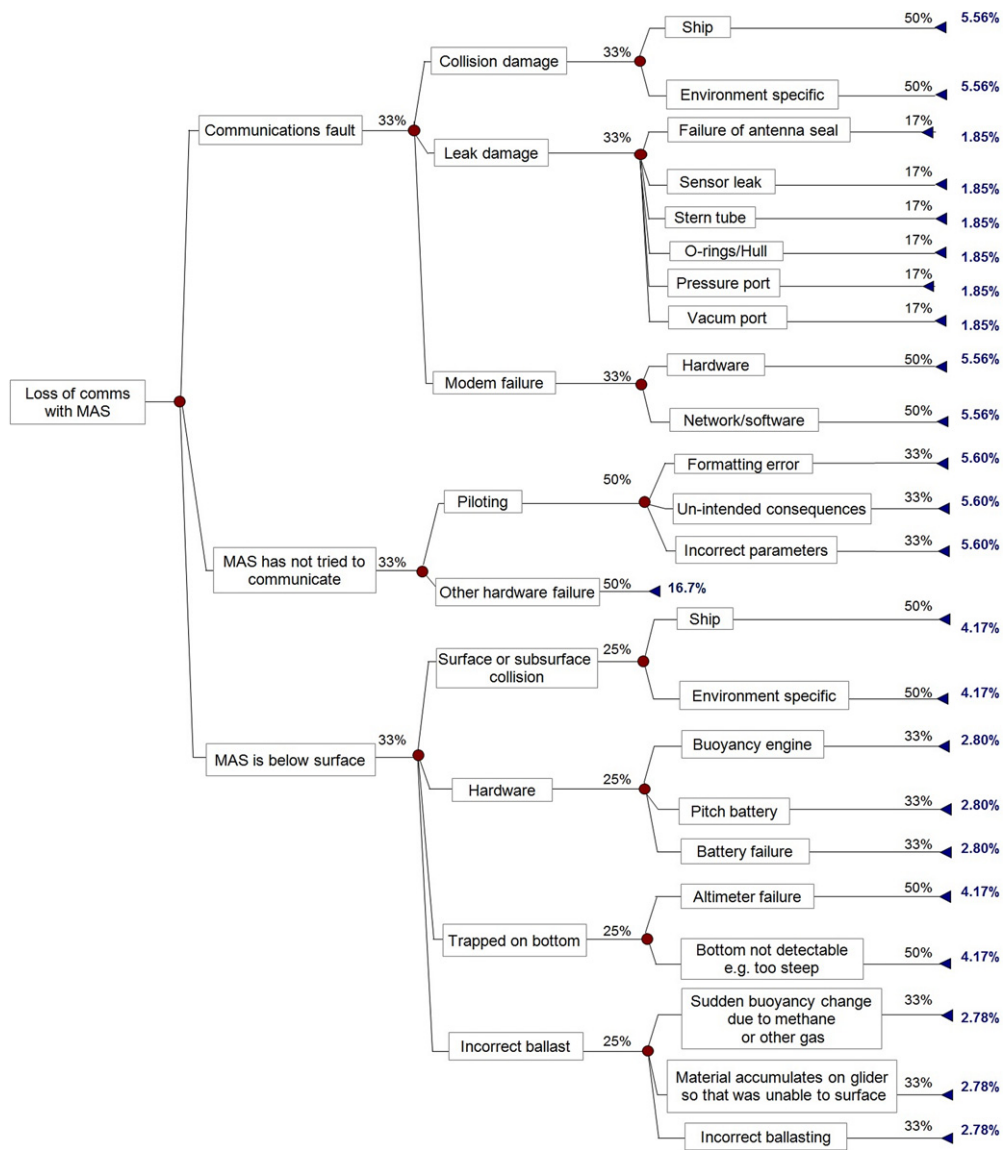 Ship
50%
5.56%
Collision damage
33%
Environment specific
50%
5.56%
Communications fault
33%
Failure of antenna seal
17%
1.85%
Leak damage
33%
Sensor leak
17%
1.85%
Stern tube
17%
1.85%
O-rings/Hull
17%
1.85%
Pressure port
17%
1.85%
Vacum port
17%
1.85%
Hardware
50%
5.56%
Modem failure
33%
Network/software
50%
5.56%
Loss of comms
with MAS
Formatting error
33%
5.60%
Piloting
50%
Un-intended consequences
33%
5.60%
Incorrect parameters
33%
5.60%
MAS has not tried to
communicate
33%
Other hardware failure
50%
16.7%
Ship
50%
4.17%
Surface or subsurface
collision
25%
Environment specific
50%
4.17%
MAS is below surface
33%
Buoyancy engine
33%
2.80%
Hardware
25%
Pitch battery
33%
2.80%
Battery failure
33%
2.80%
Altimeter failure
50%
4.17%
Trapped on bottom
25%
Bottom not detectable
e.g. too steep
50%
4.17%
Sudden buoyancy change
due to methane
or other gas
33%
2.78%
Incorrect ballast
25%
Material accumulates on glider
so that was unable to surface
33%
2.78%
Incorrect ballasting
33%
2.78%